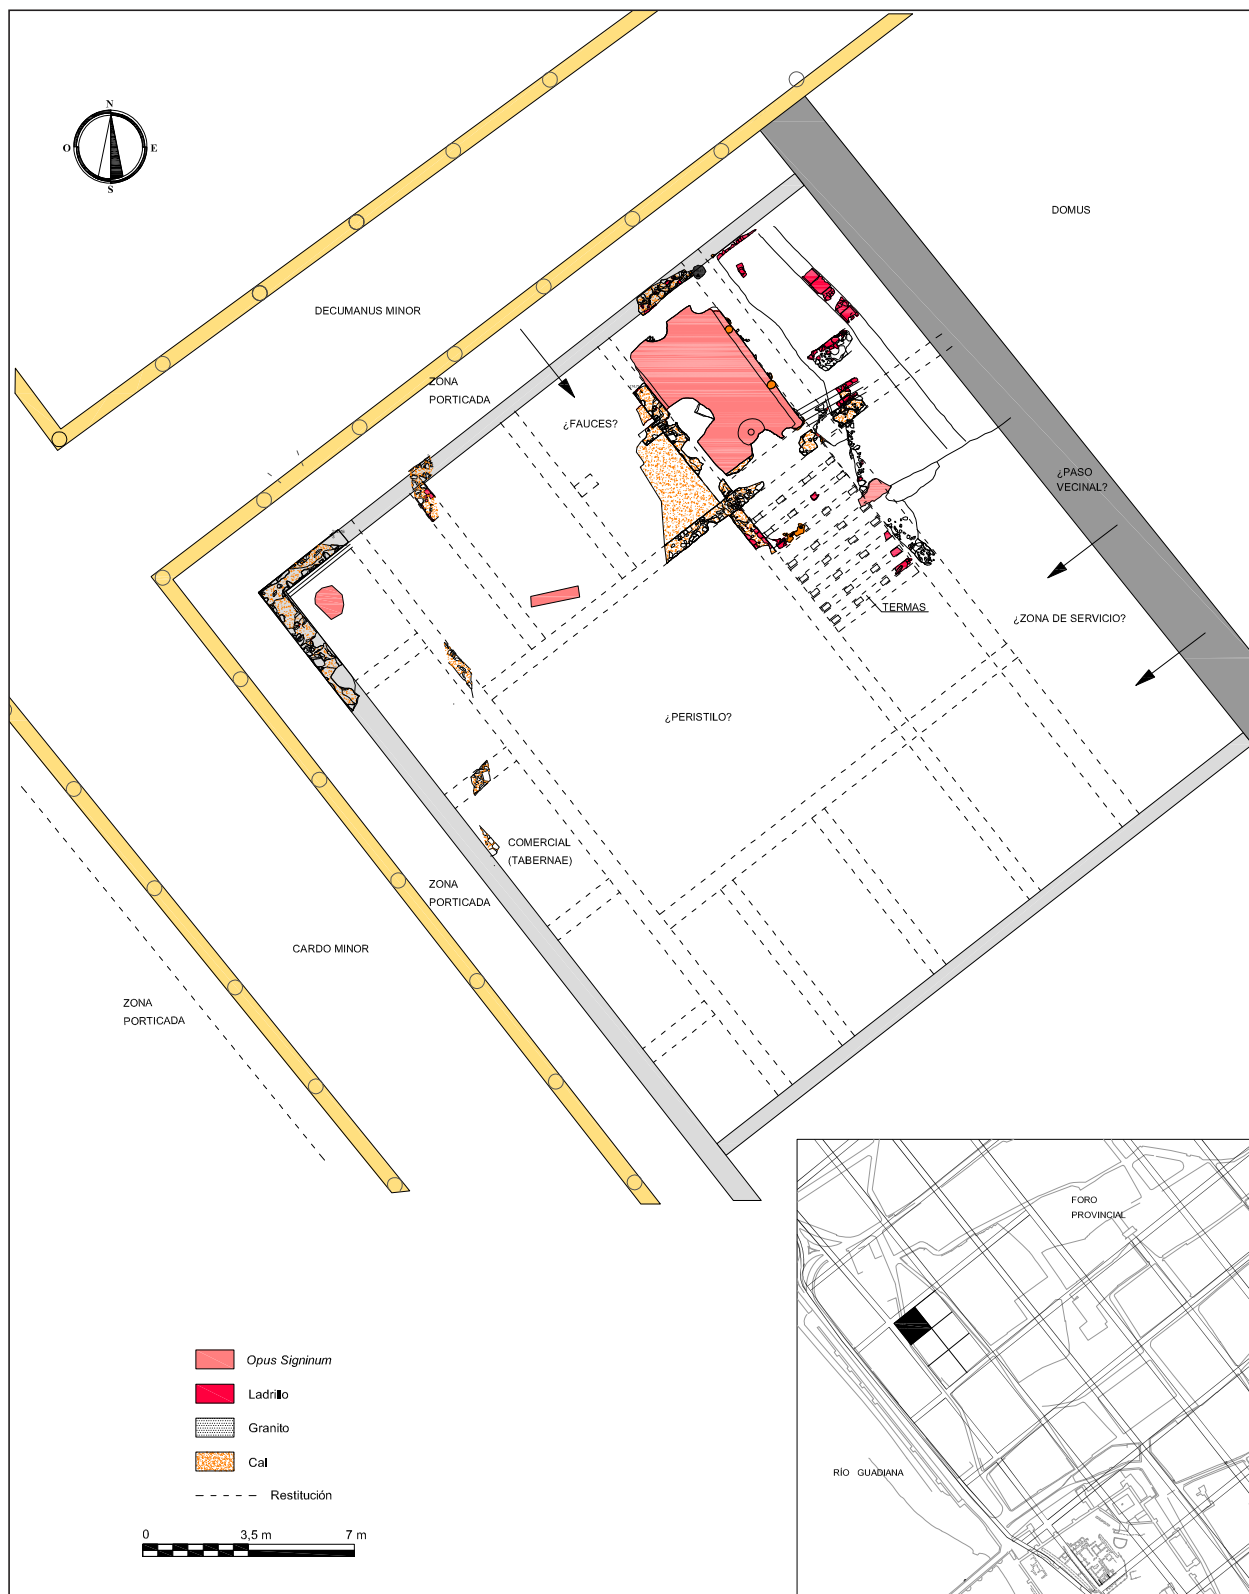 N
O
E
S
DOMUS
DECUMANUS MINOR
ZONA
PORTICADA
¿FAUCES?
¿PASO
VECINAL?
TERMAS
¿ZONA DE SERVICIO?
¿PERISTILO?
COMERCIAL
(TABERNAE)
ZONA
PORTICADA
CARDO MINOR
ZONA
PORTICADA
FORO
PROVINCIAL
RÍO GUADIANA
Opus Signinum
Ladrillo
Granito
Cal
Restitución
0 3,5 m 7 m